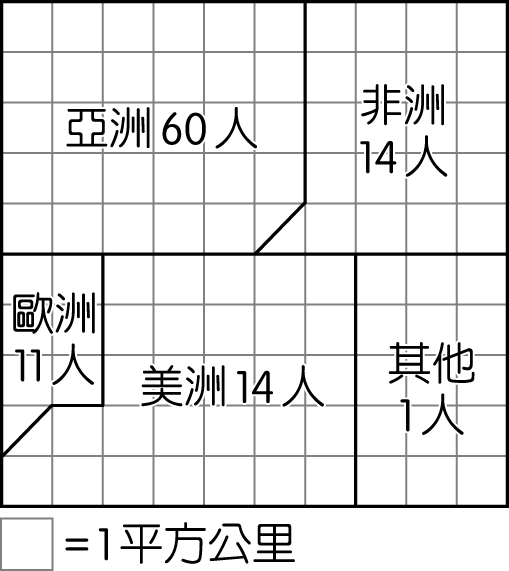 亞洲 60 人
非洲
14 人
歐洲
11 人
美洲 14 人
其他
1 人
= 1 平方公里